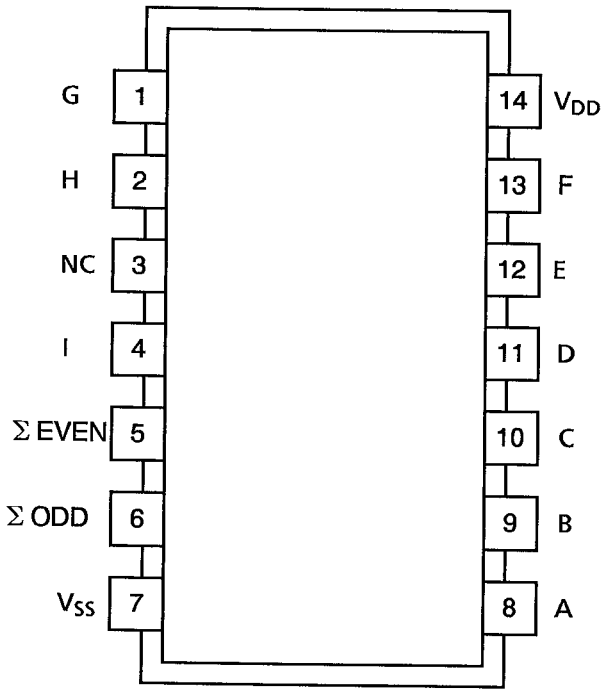 G 1 14 VDD
H 2 13 F
NC 3 12 E
I 4 11 D
Σ EVEN 5 10 C
Σ ODD 6 9 B
VSS 7 8 A